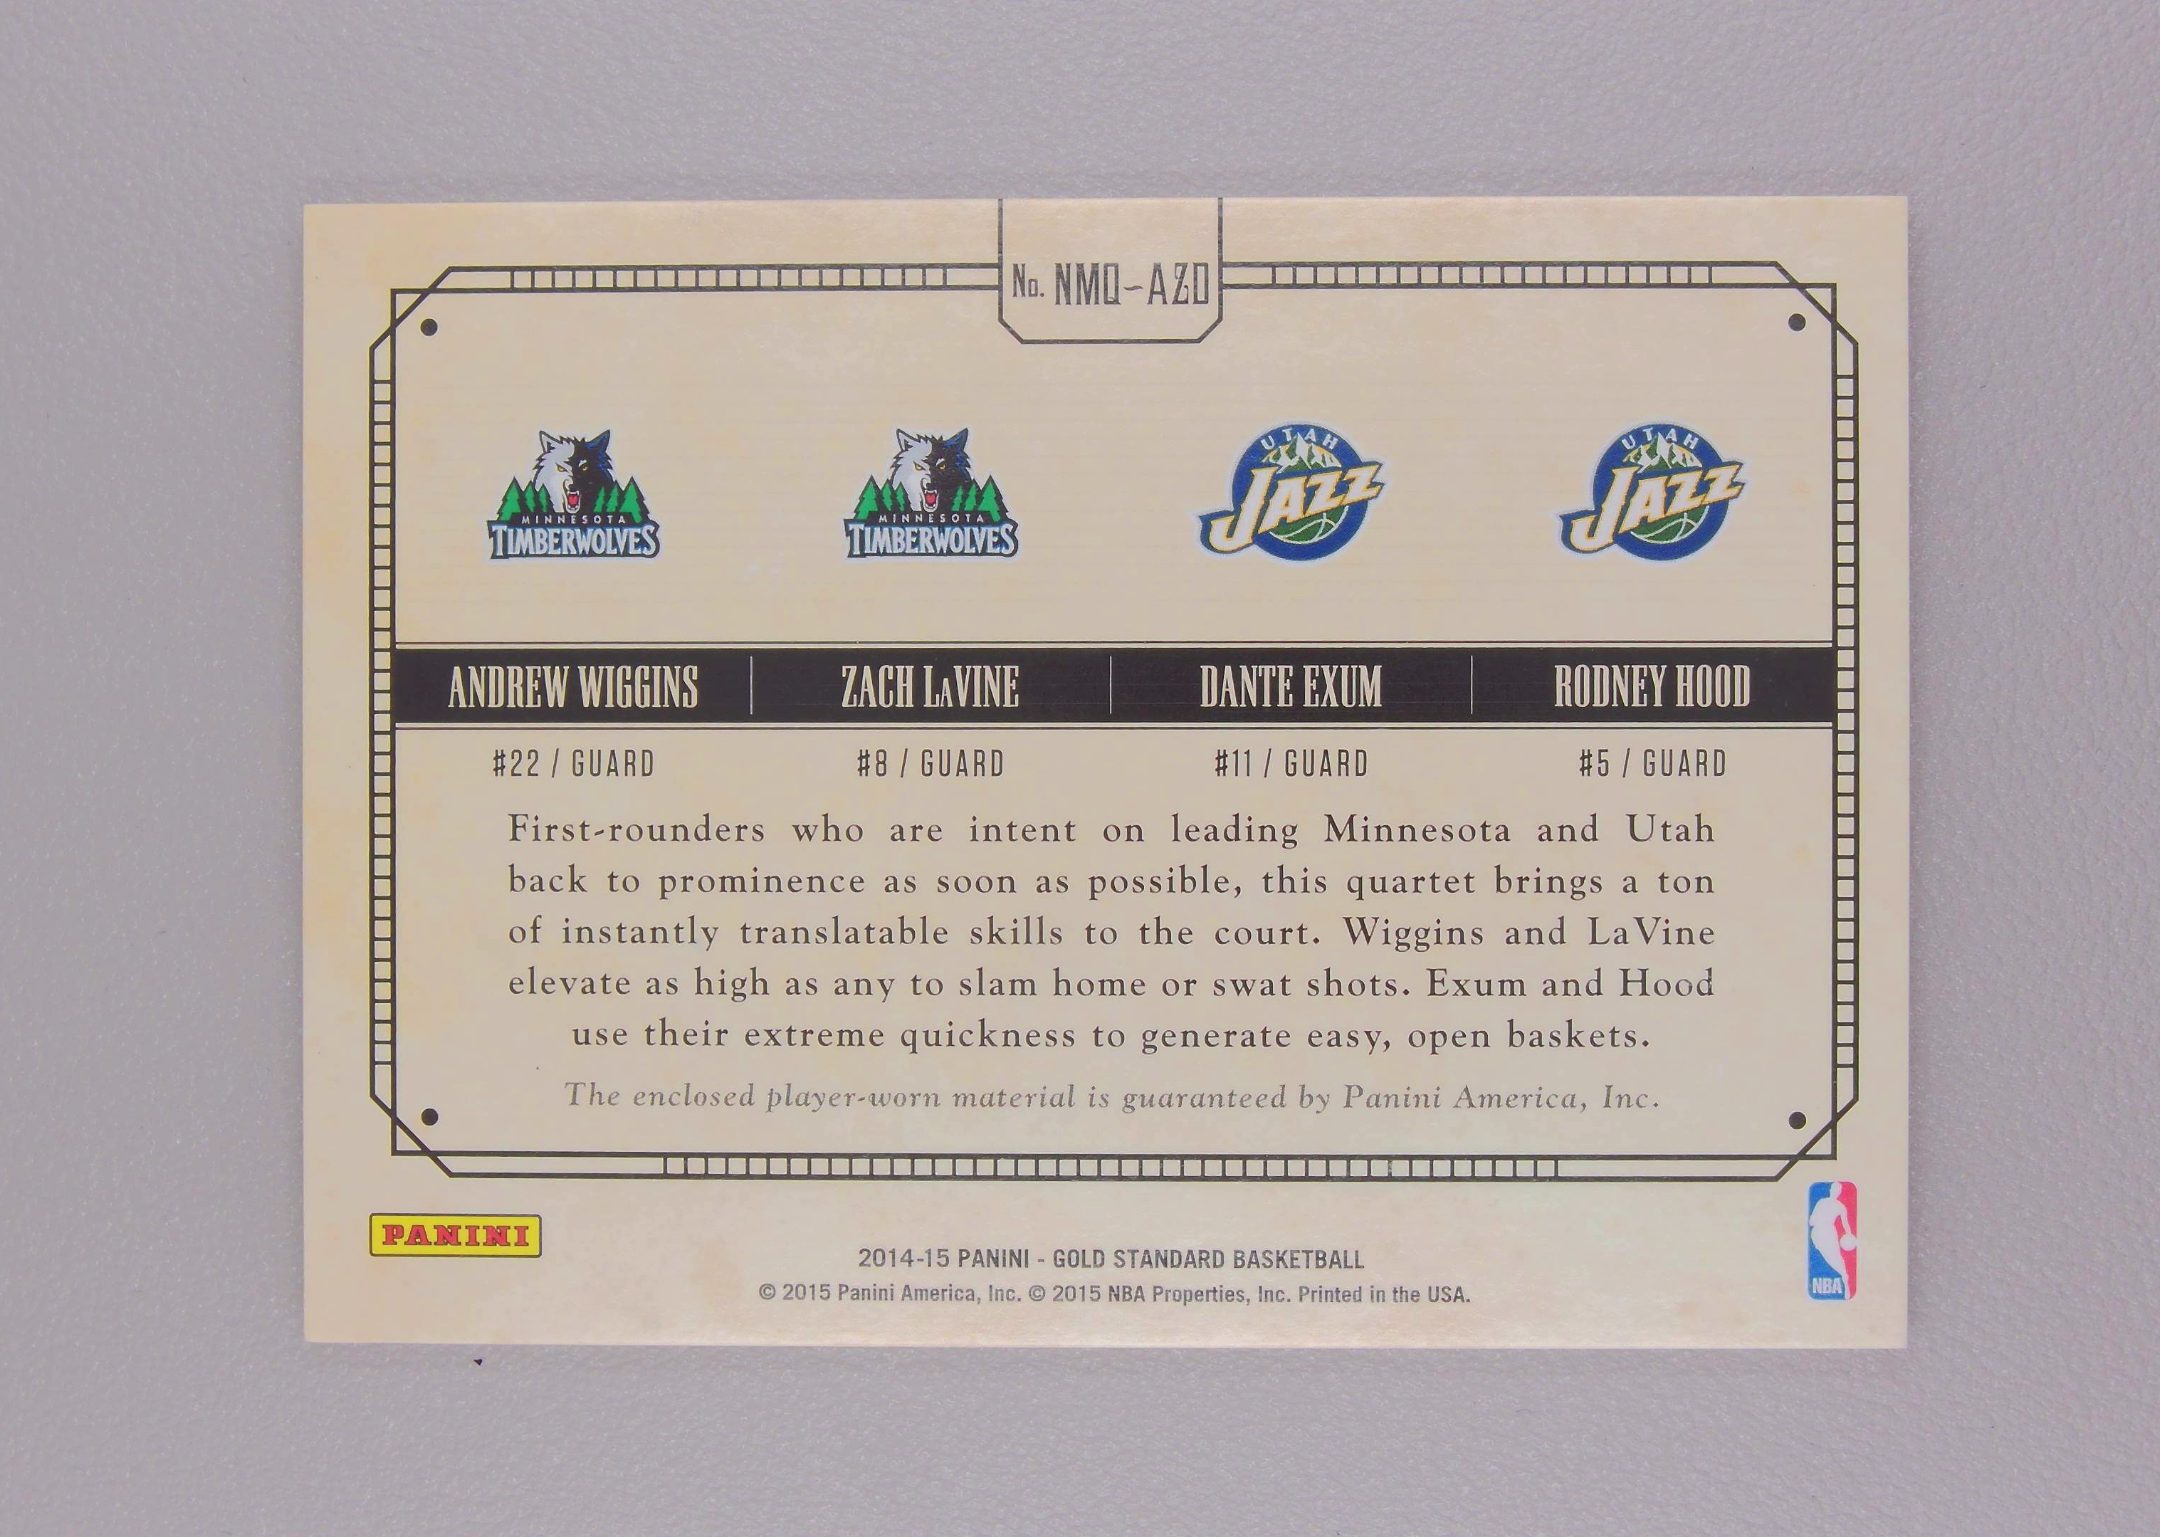 No. NMQ-AZD
MINNESOTA
TIMBERWOLVES
MINNESOTA
TIMBERWOLVES
UTAH
JAZZ
UTAH
JAZZ
ANDREW WIGGINS
ZACH LaVINE
DANTE EXUM
RODNEY HOOD
#22 / GUARD
#8 / GUARD
#11 / GUARD
#5 / GUARD
First-rounders who are intent on leading Minnesota and Utah
back to prominence as soon as possible, this quartet brings a ton
of instantly translatable skills to the court. Wiggins and LaVine
elevate as high as any to slam home or swat shots. Exum and Hood
use their extreme quickness to generate easy, open baskets.
The enclosed player-worn material is guaranteed by Panini America, Inc.
PANINI
2014-15 PANINI - GOLD STANDARD BASKETBALL
© 2015 Panini America, Inc. © 2015 NBA Properties, Inc. Printed in the USA.
NBA